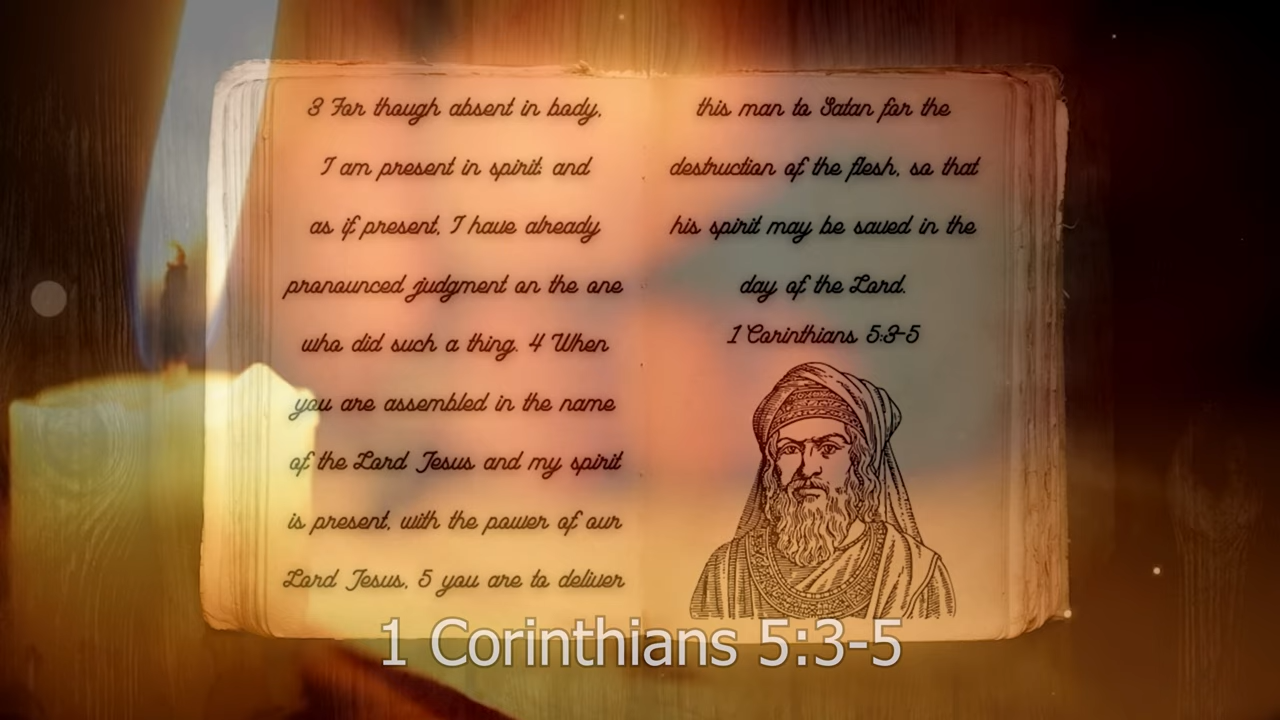 3 For though absent in body,
I am present in spirit; and
as if present, I have already
pronounced judgment on the one
who did such a thing. 4 When
you are assembled in the name
of the Lord Jesus and my spirit
is present, with the power of our
Lord Jesus, 5 you are to deliver
this man to Satan for the
destruction of the flesh, so that
his spirit may be saved in the
day of the Lord.
1 Corinthians 5:3-5
1 Corinthians 5:3-5